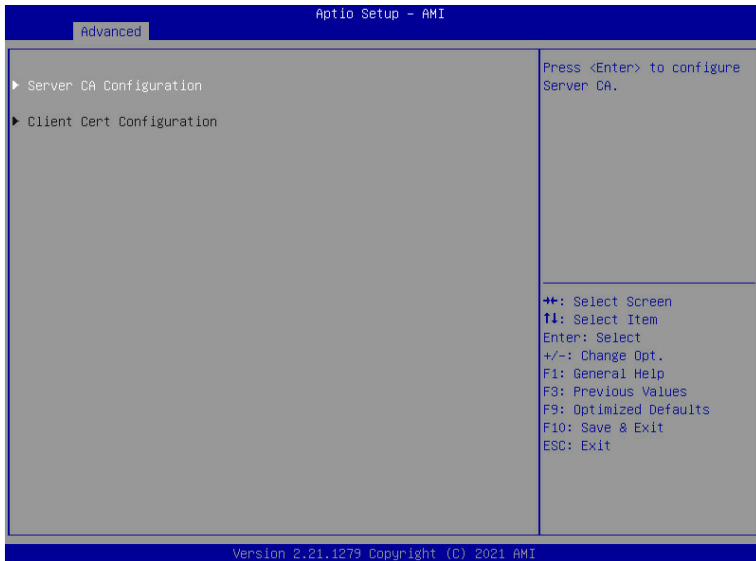 Aptio Setup – AMI
Advanced
▶ Server CA Configuration
▶ Client Cert Configuration
Press <Enter> to configure
Server CA.
→←: Select Screen
↑↓: Select Item
Enter: Select
+/-: Change Opt.
F1: General Help
F3: Previous Values
F9: Optimized Defaults
F10: Save & Exit
ESC: Exit
Version 2.21.1279 Copyright (C) 2021 AMI